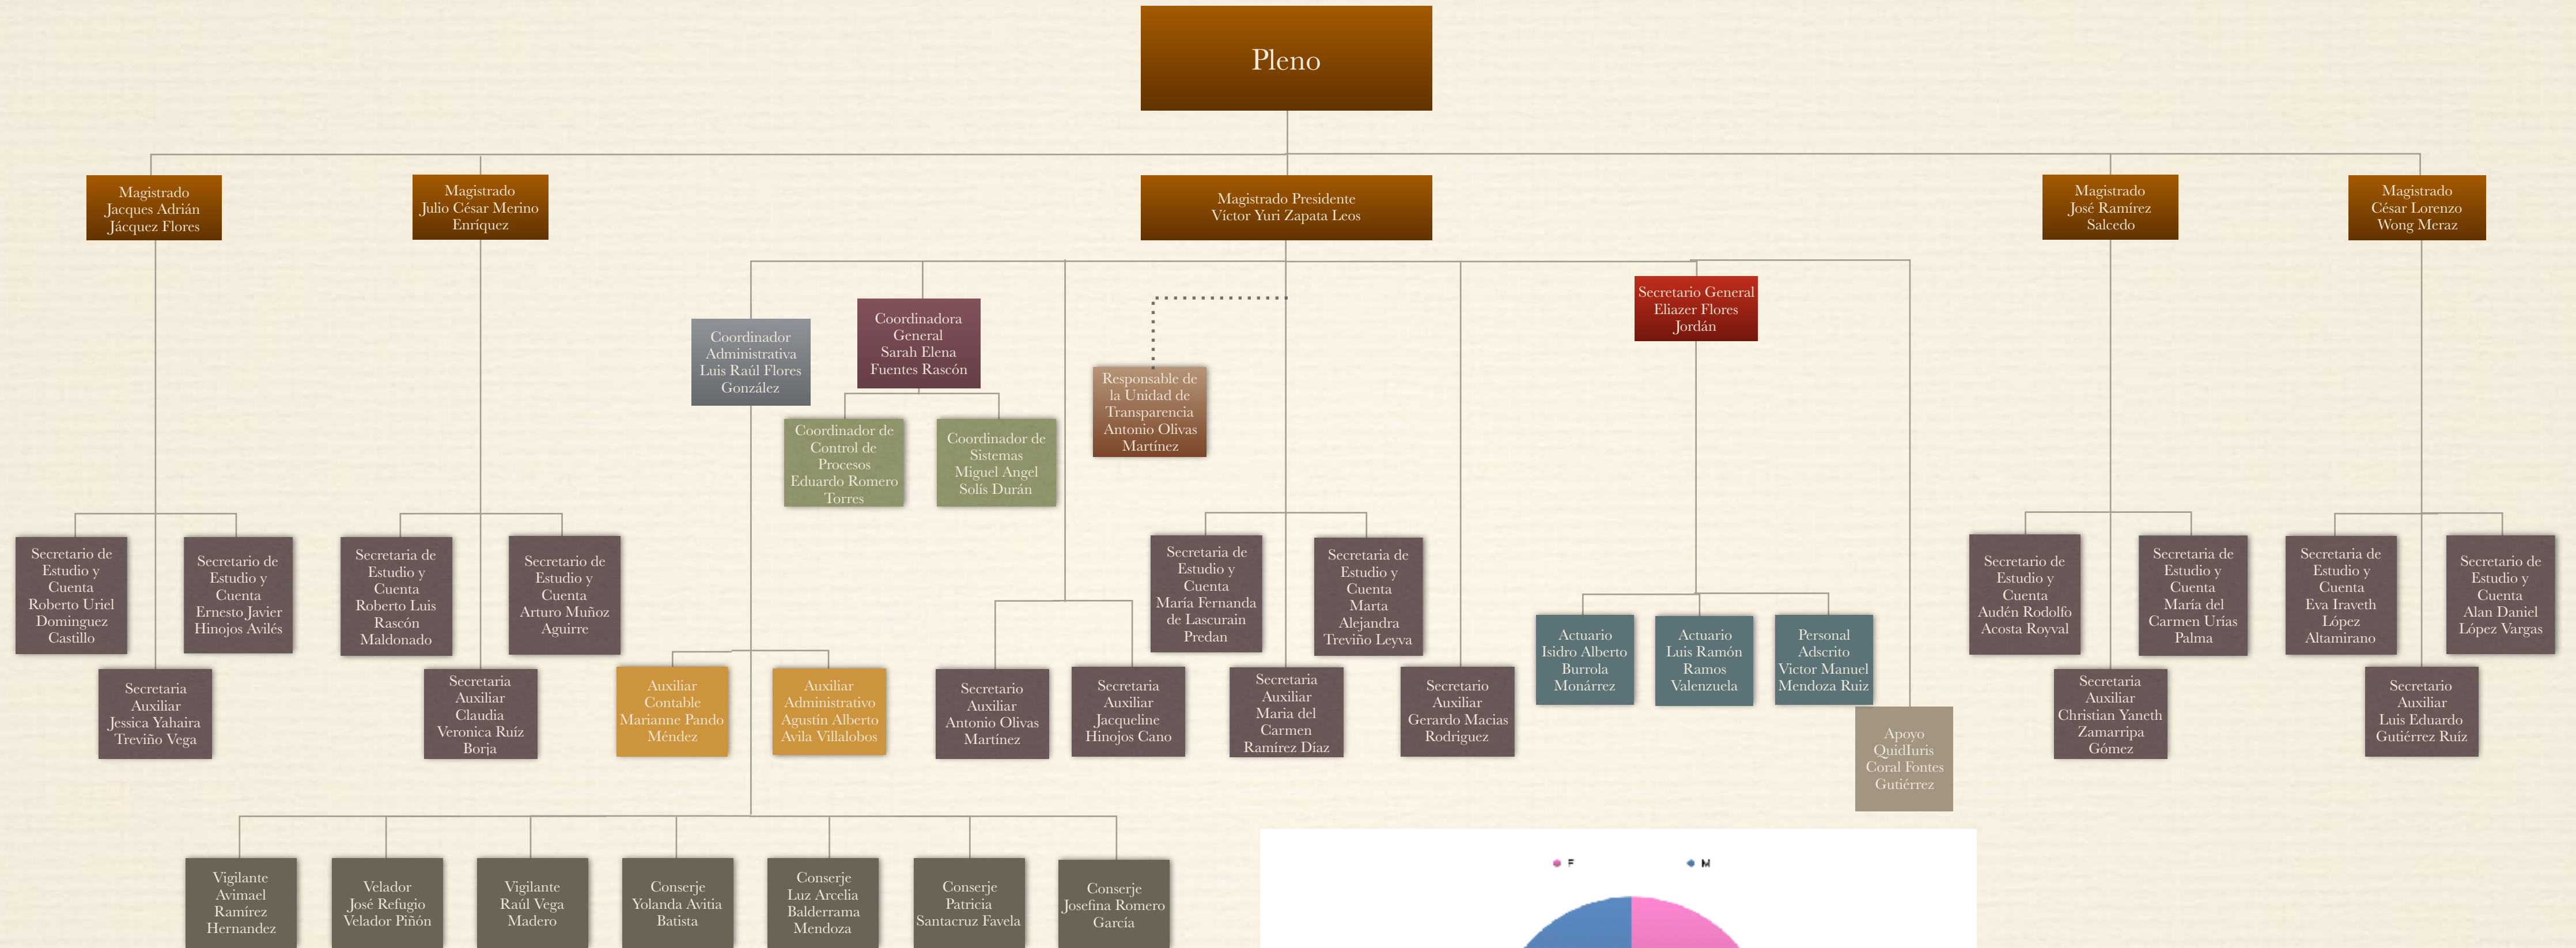 Pleno
Magistrado
Jacques Adrián
Jácquez Flores
Magistrado
Julio César Merino
Enríquez
Magistrado Presidente
Víctor Yuri Zapata Leos
Magistrado
José Ramírez
Salcedo
Magistrado
César Lorenzo
Wong Meraz
Coordinador
Administrativa
Luis Raúl Flores
González
Coordinadora
General
Sarah Elena
Fuentes Rascón
Secretario General
Eliazer Flores
Jordán
Responsable de
la Unidad de
Transparencia
Antonio Olivas
Martínez
Coordinador de
Control de
Procesos
Eduardo Romero
Torres
Coordinador de
Sistemas
Miguel Angel
Solís Durán
Secretario de
Estudio y
Cuenta
Roberto Uriel
Dominguez
Castillo
Secretario de
Estudio y
Cuenta
Ernesto Javier
Hinojos Avilés
Secretaria de
Estudio y
Cuenta
Roberto Luis
Rascón
Maldonado
Secretario de
Estudio y
Cuenta
Arturo Muñoz
Aguirre
Secretaria de
Estudio y
Cuenta
María Fernanda
de Lascurain
Predan
Secretaria de
Estudio y
Cuenta
Marta
Alejandra
Treviño Leyva
Secretario de
Estudio y
Cuenta
Audén Rodolfo
Acosta Royval
Secretaria de
Estudio y
Cuenta
María del
Carmen Urías
Palma
Secretaria de
Estudio y
Cuenta
Eva Iraveth
López
Altamirano
Secretario de
Estudio y
Cuenta
Alan Daniel
López Vargas
Actuario
Isidro Alberto
Burrola
Monárrez
Actuario
Luis Ramón
Ramos
Valenzuela
Personal
Adscrito
Victor Manuel
Mendoza Ruiz
Secretaria
Auxiliar
Jessica Yahaira
Treviño Vega
Secretaria
Auxiliar
Claudia
Veronica Ruíz
Borja
Auxiliar
Contable
Marianne Pando
Méndez
Auxiliar
Administrativo
Agustín Alberto
Avila Villalobos
Secretario
Auxiliar
Antonio Olivas
Martínez
Secretaria
Auxiliar
Jacqueline
Hinojos Cano
Secretaria
Auxiliar
Maria del
Carmen
Ramírez Díaz
Secretario
Auxiliar
Gerardo Macias
Rodriguez
Apoyo
QuidIuris
Coral Fontes
Gutiérrez
Secretaria
Auxiliar
Christian Yaneth
Zamarripa
Gómez
Secretario
Auxiliar
Luis Eduardo
Gutiérrez Ruíz
Vigilante
Avimael
Ramírez
Hernandez
Velador
José Refugio
Velador Piñón
Vigilante
Raúl Vega
Madero
Conserje
Yolanda Avitia
Batista
Conserje
Luz Arcelia
Balderrama
Mendoza
Conserje
Patricia
Santacruz Favela
Conserje
Josefina Romero
García
F
M